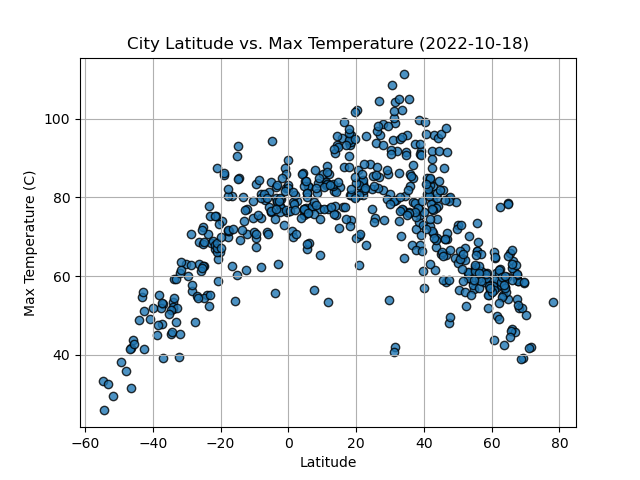 City Latitude vs. Max Temperature (2022-10-18)
Max Temperature (C)
100
80
60
40
−60 −40 −20 0 20 40 60 80
Latitude